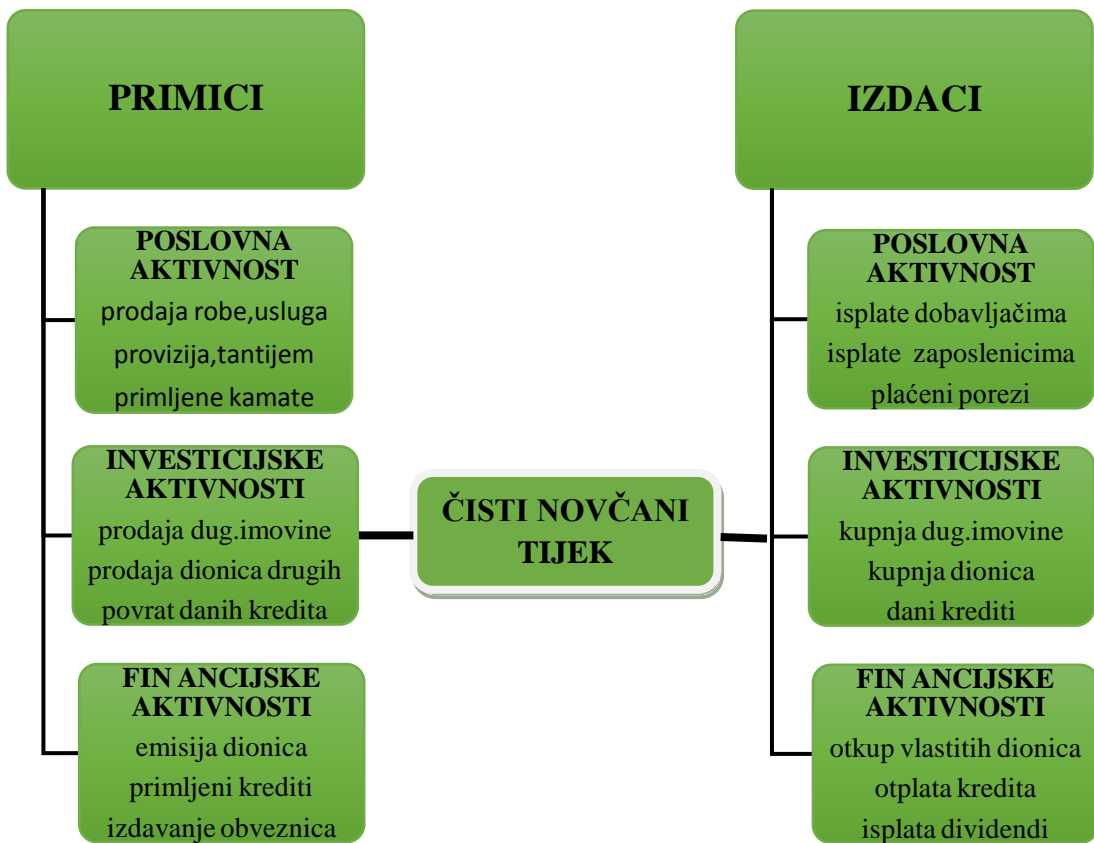 PRIMICI
POSLOVNA
AKTIVNOST
prodaja robe,usluga
provizija,tantijem
primljene kamate
INVESTICIJSKE
AKTIVNOSTI
prodaja dug.imovine
prodaja dionica drugih
povrat danih kredita
FIN ANCIJSKE
AKTIVNOSTI
emisija dionica
primljeni krediti
izdavanje obveznica
ČISTI NOVČANI
TIJEK
IZDACI
POSLOVNA
AKTIVNOST
isplate dobavljačima
isplate zaposlenicima
plaćeni porezi
INVESTICIJSKE
AKTIVNOSTI
kupnja dug.imovine
kupnja dionica
dani krediti
FIN ANCIJSKE
AKTIVNOSTI
otkup vlastitih dionica
otplata kredita
isplata dividendi